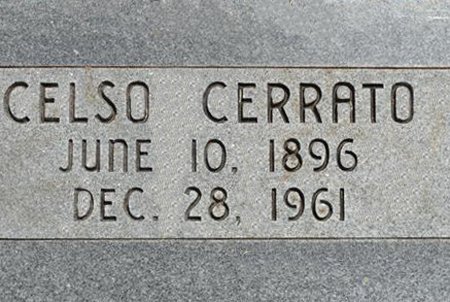 CELSO CERRATO
JUNE 10, 1896
DEC. 28, 1961